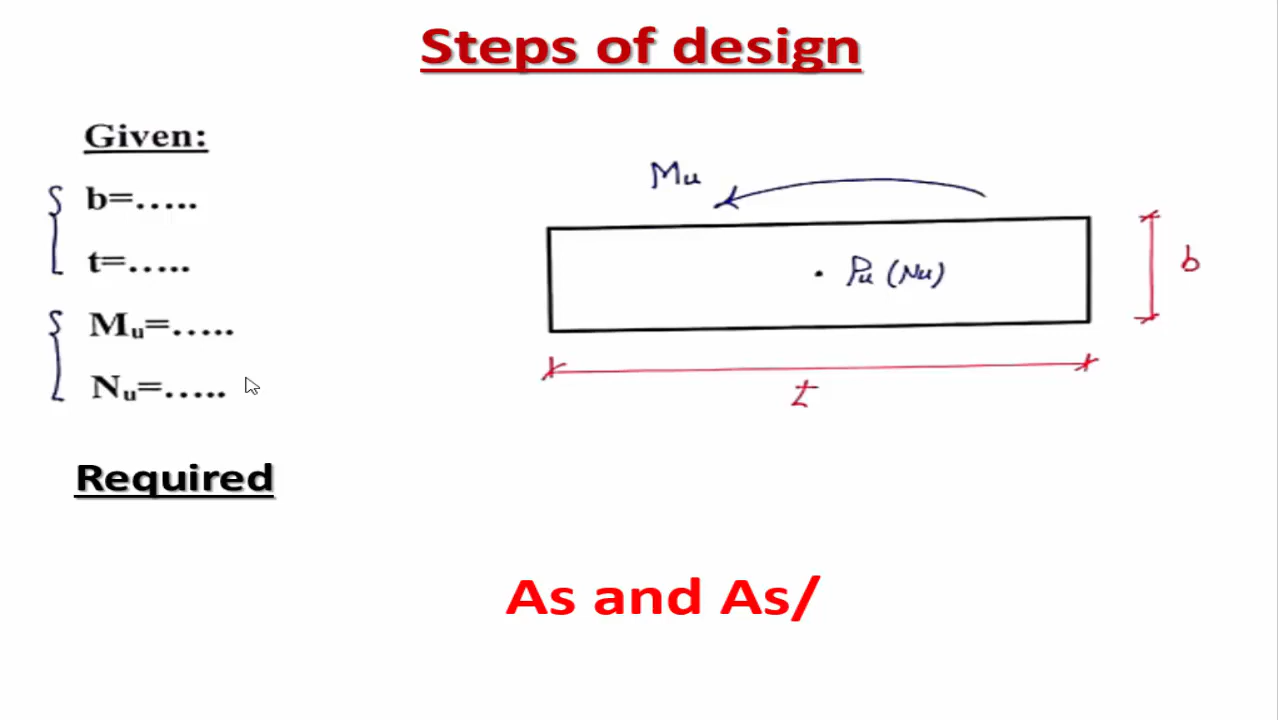 Steps of design
Given:
b=.....
t=.....
Mu=.....
Nu=.....
Mu
Pu (Nu)
b
t
Required
As and As/